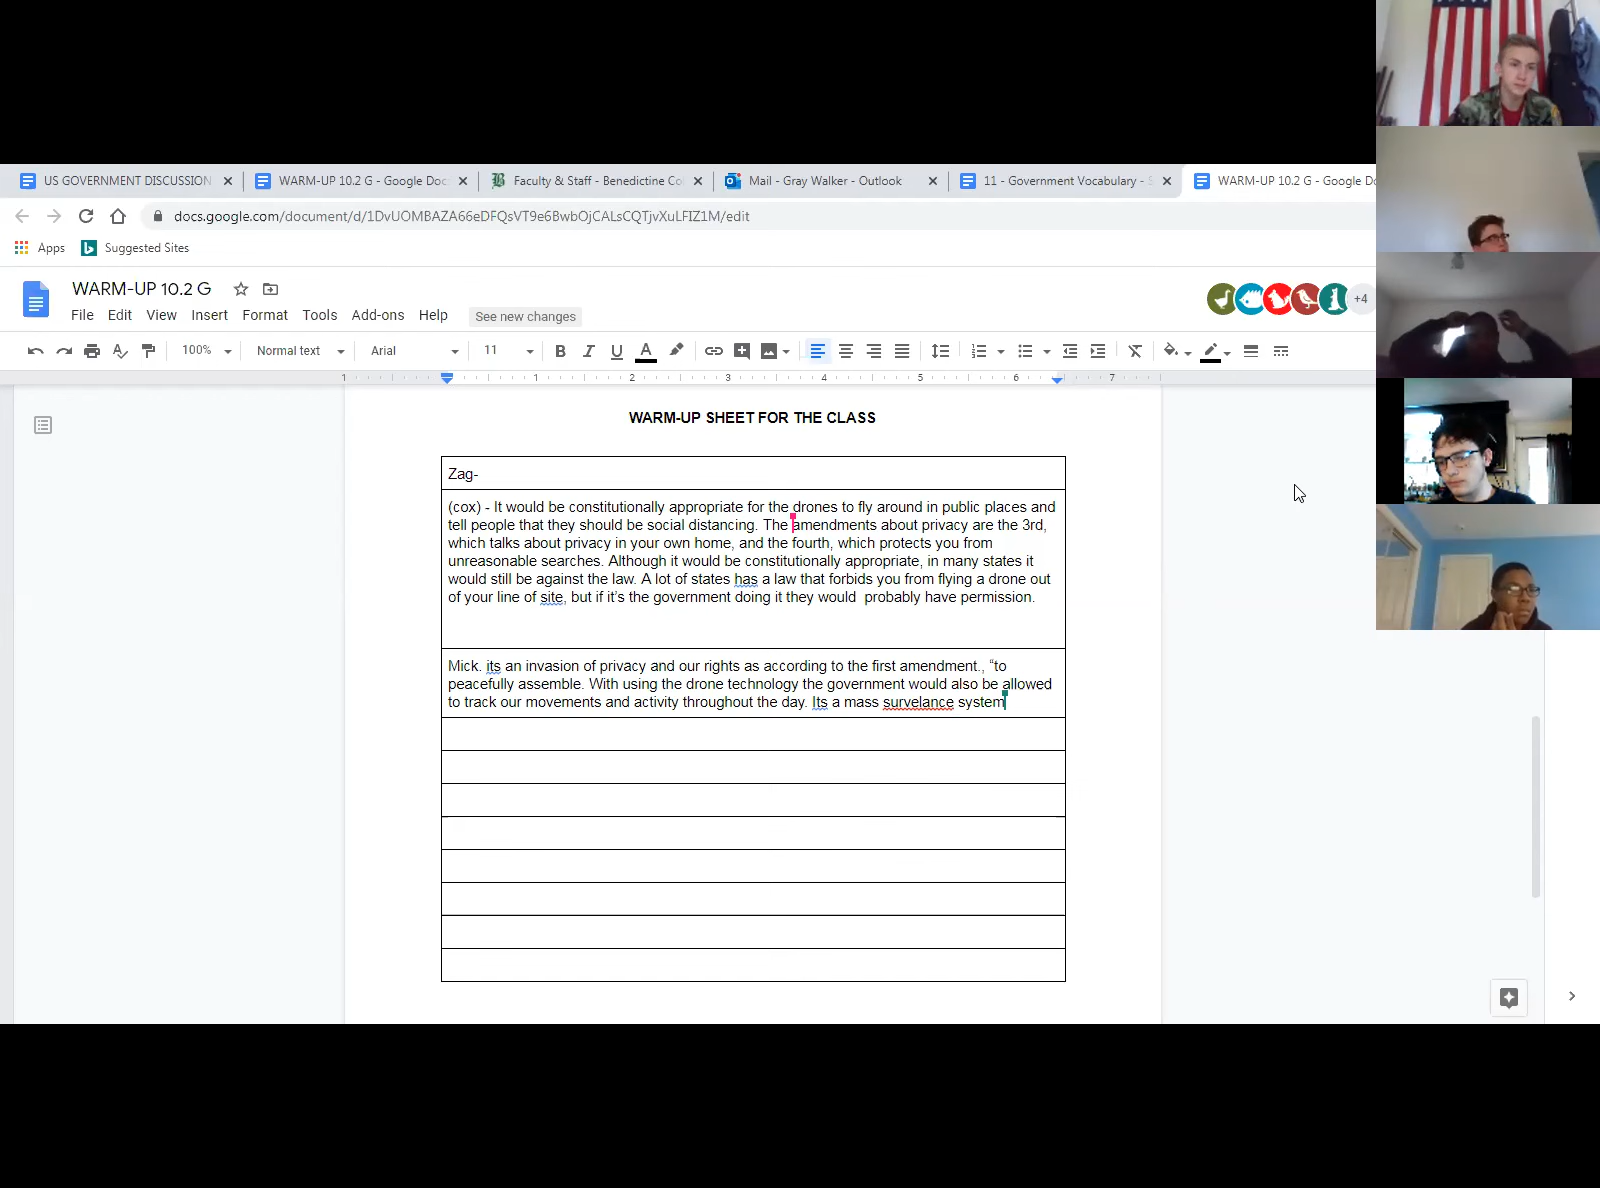 US GOVERNMENT DISCUSSION
WARM-UP 10.2 G - Google Doc
Faculty & Staff - Benedictine Co
Mail - Gray Walker - Outlook
11 - Government Vocabulary - S
WARM-UP 10.2 G - Google Do
docs.google.com/document/d/1DvUOMBAZA66eDFQsVT9e6BwbOjCALsCQTjvXuLFIZ1M/edit
Apps
Suggested Sites
WARM-UP 10.2 G
+4
File Edit View Insert Format Tools Add-ons Help See new changes
100% Normal text Arial 11 B I U A
1 1 2 3 4 5 6 7
WARM-UP SHEET FOR THE CLASS
Zag-
(cox) - It would be constitutionally appropriate for the drones to fly around in public places and
tell people that they should be social distancing. The amendments about privacy are the 3rd,
which talks about privacy in your own home, and the fourth, which protects you from
unreasonable searches. Although it would be constitutionally appropriate, in many states it
would still be against the law. A lot of states has a law that forbids you from flying a drone out
of your line of site, but if it's the government doing it they would probably have permission.
Mick. its an invasion of privacy and our rights as according to the first amendment., “to
peacefully assemble. With using the drone technology the government would also be allowed
to track our movements and activity throughout the day. Its a mass survelance system